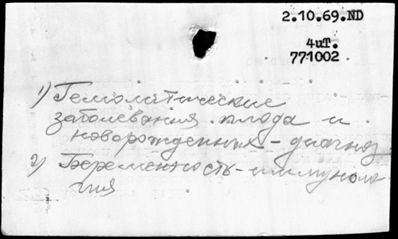 2.10.69.ND
4uT.
771002
1) Гемолитические
заболевания плода и
новорожденных - диагноз
2) Беременность - иммуноло
гия